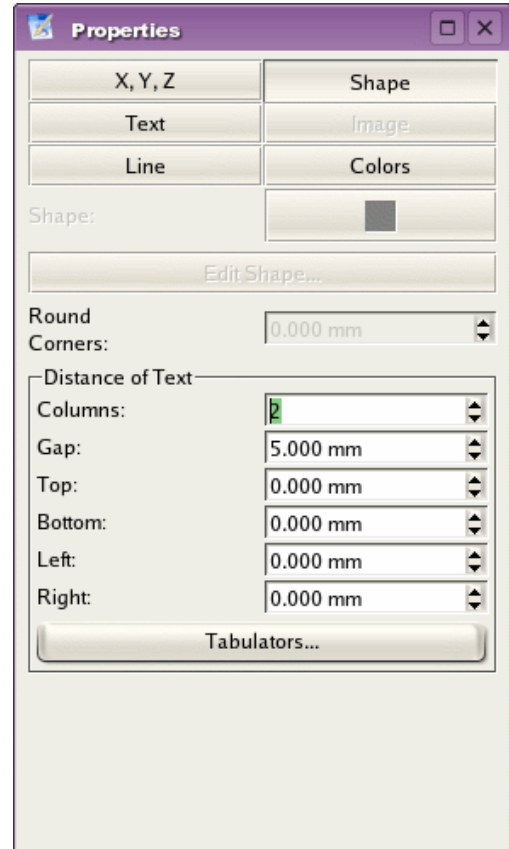 Properties
X, Y, Z Shape
Text Image
Line Colors
Shape:
Edit Shape...
Round
Corners: 0.000 mm
Distance of Text
Columns: 2
Gap: 5.000 mm
Top: 0.000 mm
Bottom: 0.000 mm
Left: 0.000 mm
Right: 0.000 mm
Tabulators...